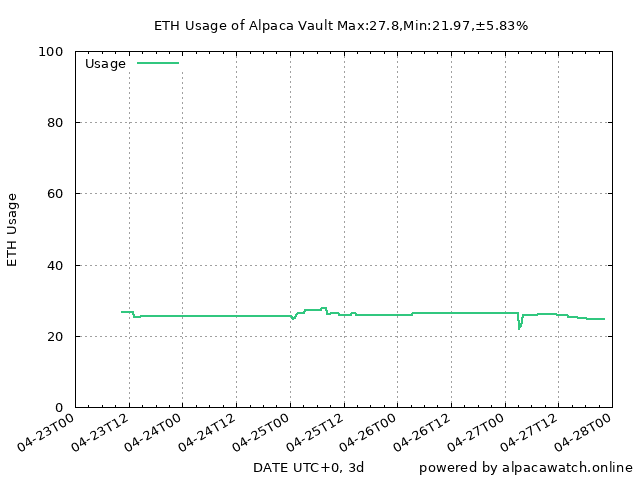 ETH Usage of Alpaca Vault Max:27.8,Min:21.97,±5.83%
Usage
ETH Usage
100
80
60
40
20
0
04-23T00
04-23T12
04-24T00
04-24T12
04-25T00
04-25T12
04-26T00
04-26T12
04-27T00
04-27T12
04-28T00
DATE UTC+0, 3d
powered by alpacawatch.online